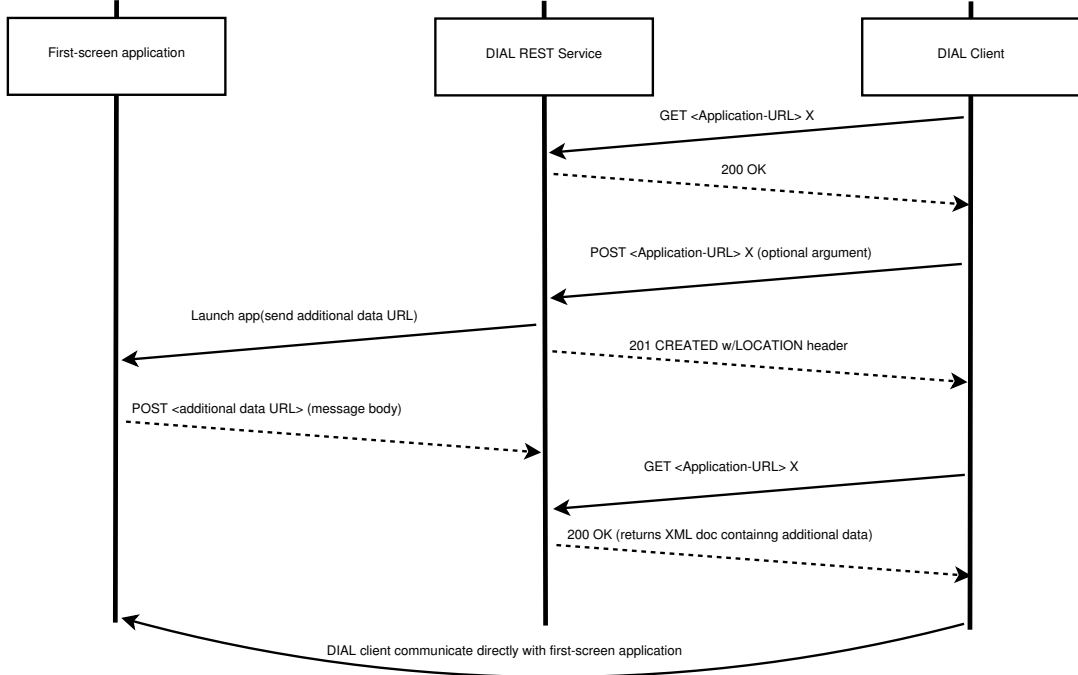 First-screen application
DIAL REST Service
DIAL Client
GET <Application-URL> X
200 OK
POST <Application-URL> X (optional argument)
Launch app(send additional data URL)
201 CREATED w/LOCATION header
POST <additional data URL> (message body)
GET <Application-URL> X
200 OK (returns XML doc containng additional data)
DIAL client communicate directly with first-screen application